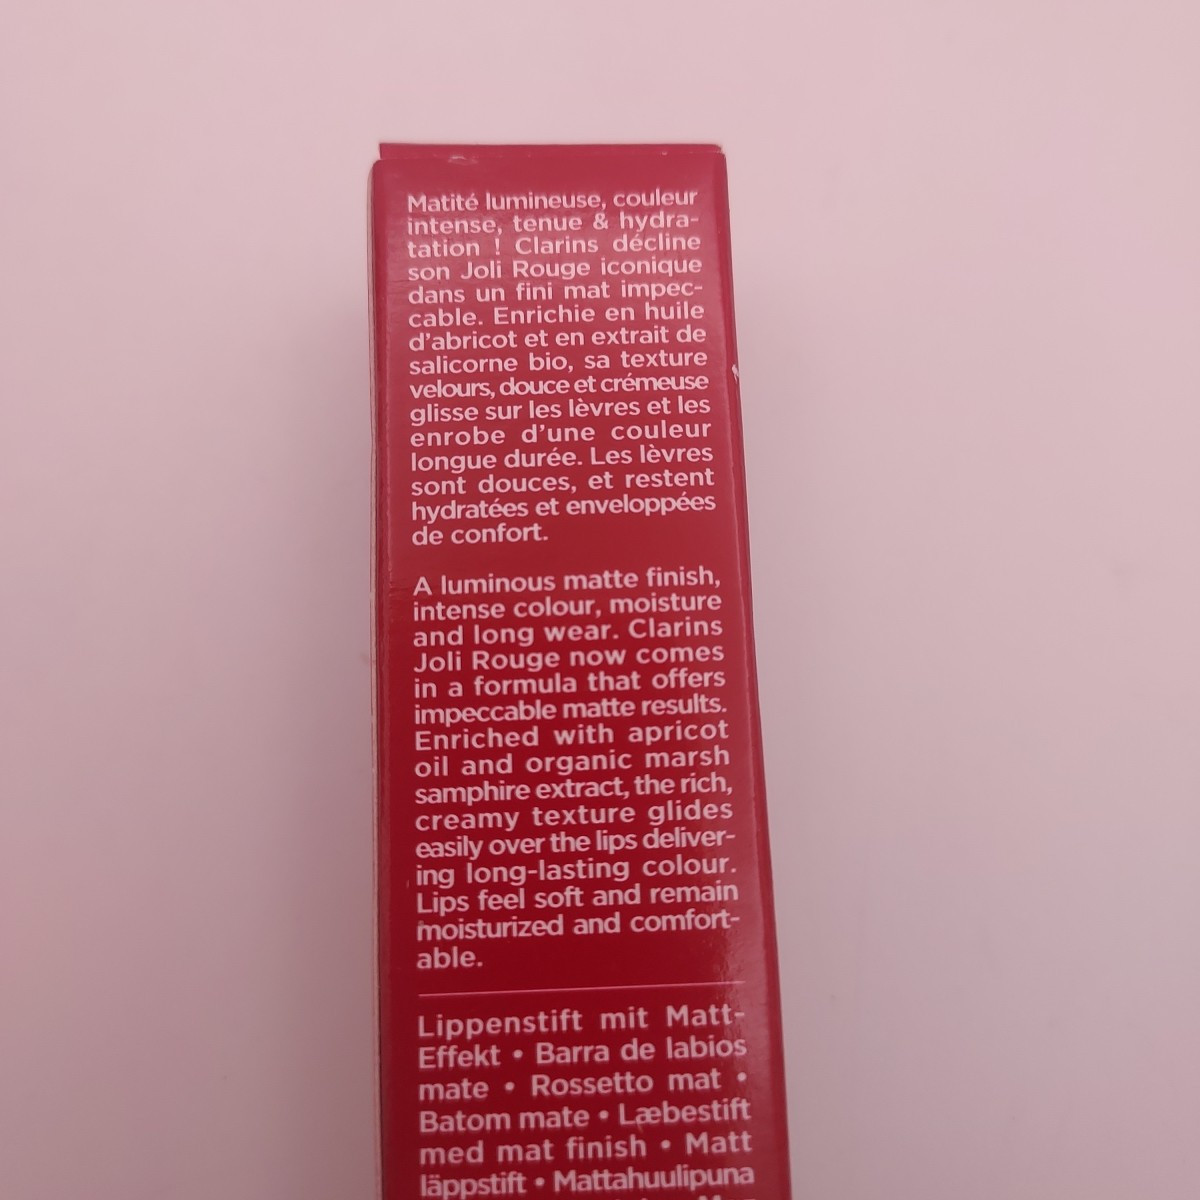 Matité lumineuse, couleur
intense, tenue & hydra-
tation ! Clarins décline
son Joli Rouge iconique
dans un fini mat impec-
cable. Enrichie en huile
d'abricot et en extrait de
salicorne bio, sa texture
velours, douce et crémeuse
glisse sur les lèvres et les
enrobe d'une couleur
longue durée. Les lèvres
sont douces, et restent
hydratées et enveloppées
de confort.
A luminous matte finish,
intense colour, moisture
and long wear. Clarins
Joli Rouge now comes
in a formula that offers
impeccable matte results.
Enriched with apricot
oil and organic marsh
samphire extract, the rich,
creamy texture glides
easily over the lips deliver-
ing long-lasting colour.
Lips feel soft and remain
moisturized and comfort-
able.
Lippenstift mit Matt-
Effekt • Barra de labios
mate • Rossetto mat •
Batom mate • Læbestift
med mat finish • Matt
läppstift • Mattahuulipuna